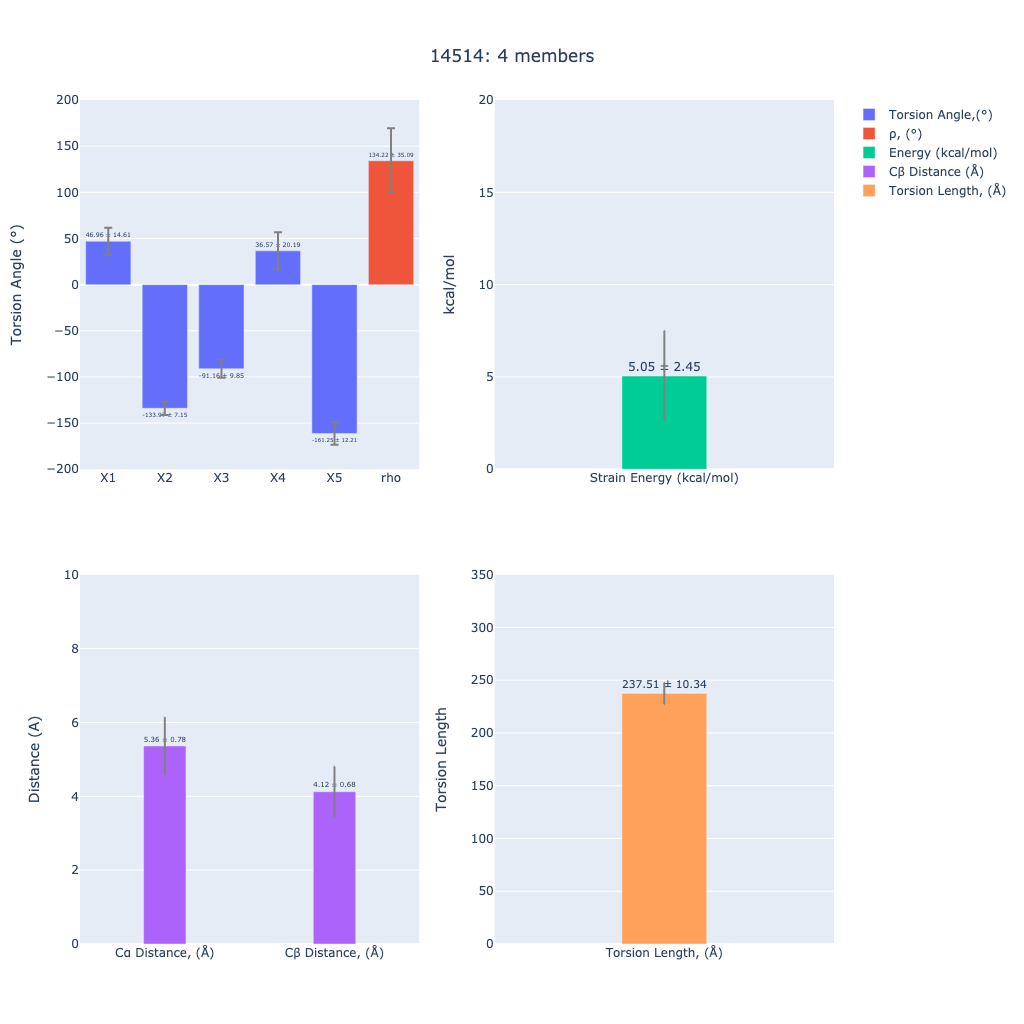 14514: 4 members
200
150
100
50
0
−50
−100
−150
−200
Torsion Angle (°)
46.96 ± 14.61
36.57 ± 20.19
134.22 ± 35.09
-91.16 ± 9.85
-161.25 ± 12.21
X1 X2 X3 X4 X5 rho
20
15
10
5
0
kcal/mol
5.05 ± 2.45
Strain Energy (kcal/mol)
Torsion Angle,(°)
ρ, (°)
Energy (kcal/mol)
Cβ Distance (Å)
Torsion Length, (Å)
10
8
6
4
2
0
Distance (A)
5.36 ± 0.78
4.12 ± 0.68
Cα Distance, (Å) Cβ Distance, (Å)
350
300
250
200
150
100
50
0
Torsion Length
237.51 ± 10.34
Torsion Length, (Å)